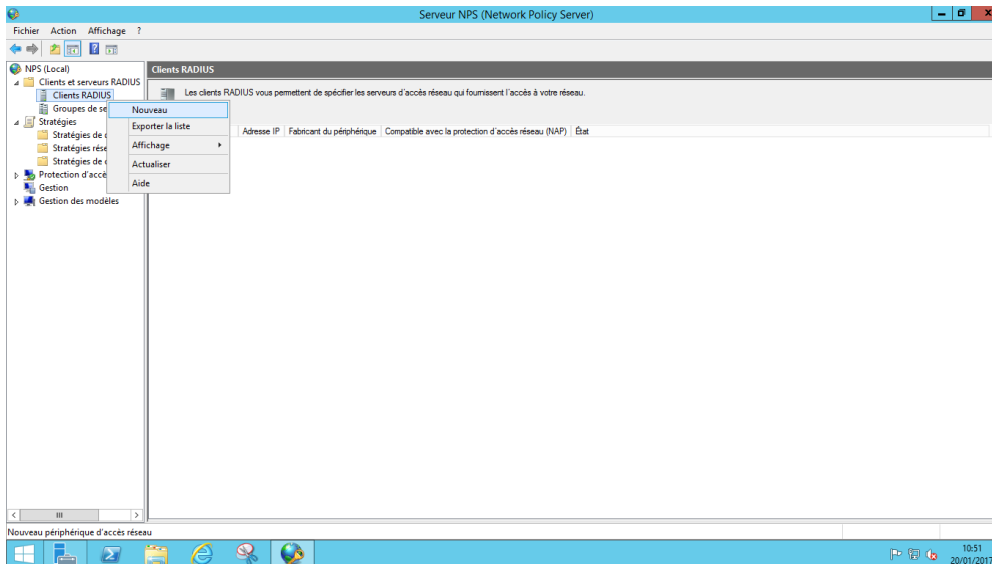 Serveur NPS (Network Policy Server)
Fichier Action Affichage ?
NPS (Local)
Clients et serveurs RADIUS
Clients RADIUS
Groupes de se
Stratégies
Stratégies de
Stratégies rése
Stratégies de
Protection d'accè
Gestion
Gestion des modèles
Nouveau
Exporter la liste
Affichage
Actualiser
Aide
Clients RADIUS
Les clients RADIUS vous permettent de spécifier les serveurs d'accès réseau qui fournissent l'accès à votre réseau.
Adresse IP Fabricant du périphérique Compatible avec la protection d'accès réseau (NAP) État
Nouveau périphérique d'accès réseau
10:51
20/01/2017